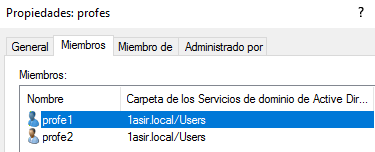 Propiedades: profes
?
General
Miembros
Miembro de
Administrado por
Miembros:
Nombre
Carpeta de los Servicios de dominio de Active Dir...
profe1
1asir.local/Users
profe2
1asir.local/Users